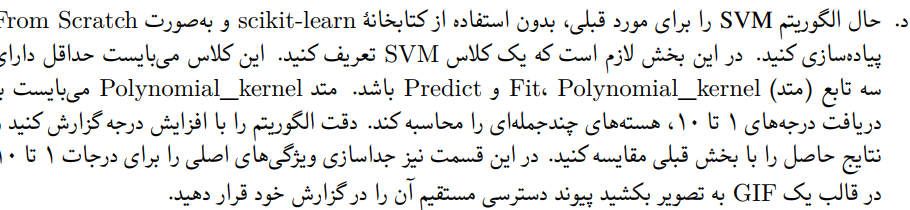 د. حال الگوریتم SVM را برای مورد قبلی، بدون استفاده از کتابخانهٔ scikit-learn و به‌صورت From Scratch
پیاده‌سازی کنید. در این بخش لازم است که یک کلاس SVM تعریف کنید. این کلاس می‌بایست حداقل دارای
سه تابع (متد) Fit، Polynomial_kernel و Predict باشد. متد Polynomial_kernel می‌بایست
دریافت درجه‌های ۱ تا ۱۰، هسته‌های چندجمله‌ای را محاسبه کند. دقت الگوریتم را با افزایش درجه گزارش کنید
نتایج حاصل را با بخش قبلی مقایسه کنید. در این قسمت نیز جداسازی ویژگی‌های اصلی را برای درجات ۱ تا ۱۰
در قالب یک GIF به تصویر بکشید پیوند دسترسی مستقیم آن را در گزارش خود قرار دهید.